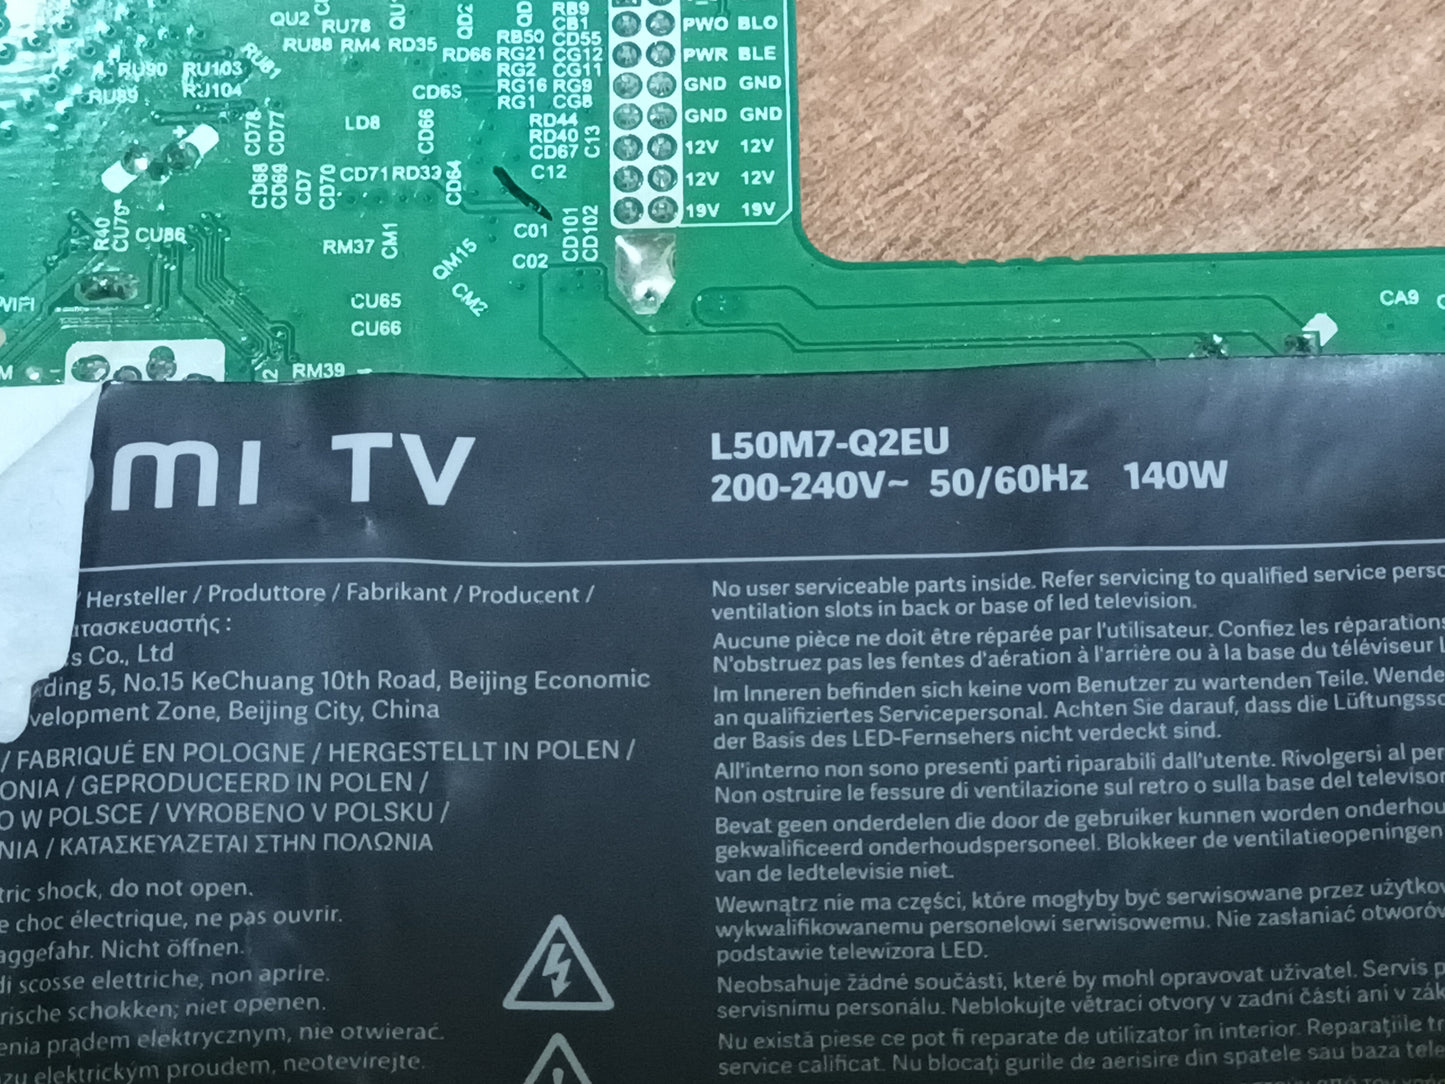 QU2
RU78
RU88 RM4 RD35
RB9
CB1
RB50 CD55
RD66 RG21 CG12
RG2 CG11
RG16 RG9
RG1 CG8
PWO BLO
PWR BLE
GND GND
GND GND
12V 12V
12V 12V
19V 19V
RU90 RU103
RU81
RU89 RU104
CD6S
LD8
CD66
CD78
CD77
RD44
RD40
CD67
C13
C12
CD71 RD33
CD64
CD68
CD69
CD7
CD70
R40
CU79
CU86
RM37
CM1
QM15
CM2
C01
C02
CD101
CD102
CU65
CU66
RM39
CA9
OMI TV
L50M7-Q2EU
200-240V~ 50/60Hz 140W
/ Hersteller / Produttore / Fabrikant / Producent /
:
s Co., Ltd
5, No.15 KeChuang 10th Road, Beijing Economic
velopment Zone, Beijing City, China
/ FABRIQUÉ EN POLOGNE / HERGESTELLT IN POLEN /
ONIA / GEPRODUCEERD IN POLEN /
O W POLSCE / VYROBENO V POLSKU /
NIA / ΚΑΤΑΣΚΕΥΑΖΕΤΑΙ ΣΤΗΝ ΠΟΛΩΝΙΑ
tric shock, do not open.
e choc électrique, ne pas ouvrir.
aggefahr. Nicht öffnen.
di scosse elettriche, non aprire.
rische schokken; niet openen.
enia prądem elektrycznym, nie otwierać.
zu elektrickým proudem, neotevírejte.
No user serviceable parts inside. Refer servicing to qualified service perso
ventilation slots in back or base of led television.
Aucune pièce ne doit être réparée par l'utilisateur. Confiez les réparations
N'obstruez pas les fentes d'aération à l'arrière ou à la base du téléviseur L
Im Inneren befinden sich keine vom Benutzer zu wartenden Teile. Wende
an qualifiziertes Servicepersonal. Achten Sie darauf, dass die Lüftungssc
der Basis des LED-Fernsehers nicht verdeckt sind.
All'interno non sono presenti parti riparabili dall'utente. Rivolgersi al per
Non ostruire le fessure di ventilazione sul retro o sulla base del televisor
Bevat geen onderdelen die door de gebruiker kunnen worden onderhou
gekwalificeerd onderhoudspersoneel. Blokkeer de ventilatieopeningen
van de ledtelevisie niet.
Wewnątrz nie ma części, które mogłyby być serwisowane przez użytkow
wykwalifikowanemu personelowi serwisowemu. Nie zasłaniać otworów
podstawie telewizora LED.
Neobsahuje žádné součásti, které by mohl opravovat uživatel. Servis p
servisnímu personálu. Neblokujte větrací otvory v zadní části ani v zák
Nu există piese ce pot fi reparate de utilizator în interior. Reparațiile tr
service calificat. Nu blocați gurile de aerisire din spatele sau baza tele